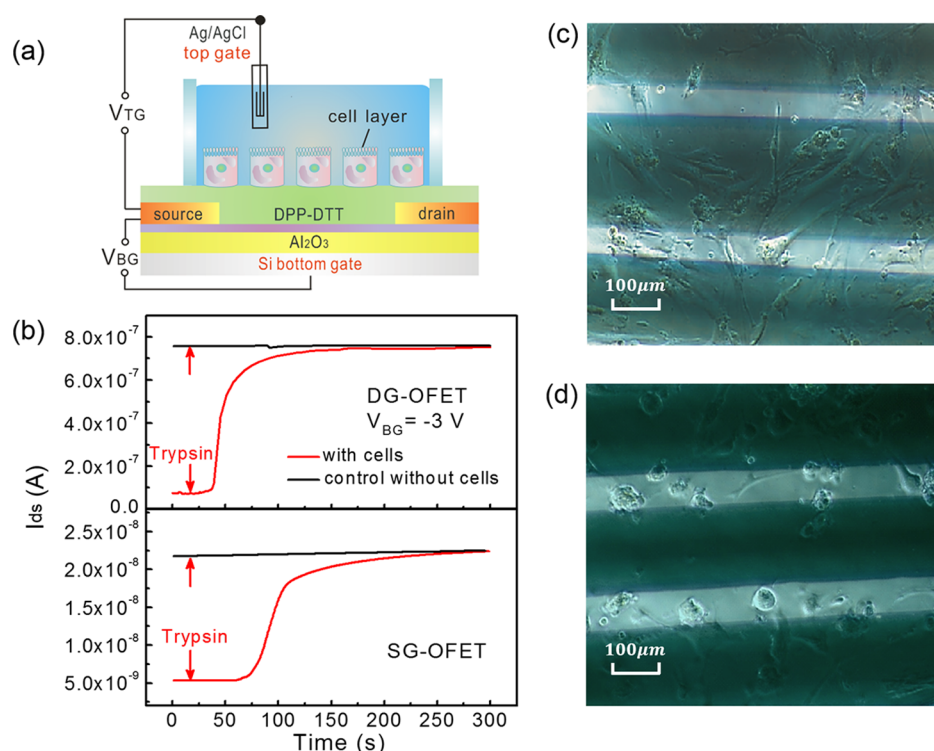 (a)
Ag/AgCl
top gate
V_TG
cell layer
source
DPP-DTT
drain
V_BG
Al₂O₃
Si bottom gate
(b)
I_ds (A)
8.0x10⁻⁷
6.0x10⁻⁷
4.0x10⁻⁷
2.0x10⁻⁷
0.0
DG-OFET
V_BG = -3 V
Trypsin
with cells
control without cells
2.5x10⁻⁸
2.0x10⁻⁸
1.5x10⁻⁸
1.0x10⁻⁸
5.0x10⁻⁹
Trypsin
SG-OFET
0 50 100 150 200 250 300
Time (s)
(c)
100μm
(d)
100μm